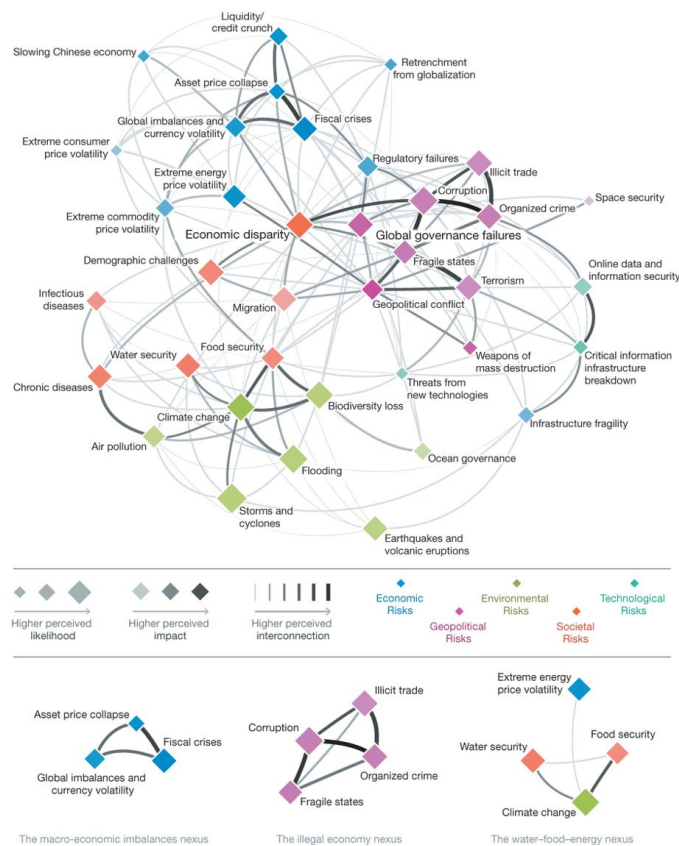 Liquidity/
credit crunch
Slowing Chinese economy
Retrenchment
from globalization
Asset price collapse
Global imbalances and
currency volatility
Fiscal crises
Extreme consumer
price volatility
Regulatory failures
Illicit trade
Extreme energy
price volatility
Corruption
Space security
Extreme commodity
price volatility
Organized crime
Economic disparity
Global governance failures
Demographic challenges
Fragile states
Online data and
information security
Terrorism
Infectious
diseases
Migration
Geopolitical conflict
Water security
Food security
Weapons of
mass destruction
Critical information
infrastructure
breakdown
Chronic diseases
Threats from
new technologies
Climate change
Biodiversity loss
Infrastructure fragility
Air pollution
Ocean governance
Flooding
Storms and
cyclones
Earthquakes and
volcanic eruptions
Higher perceived
likelihood
Higher perceived
impact
Higher perceived
interconnection
Economic
Risks
Geopolitical
Risks
Environmental
Risks
Societal
Risks
Technological
Risks
Asset price collapse
Fiscal crises
Global imbalances and
currency volatility
The macro-economic imbalances nexus
Illicit trade
Corruption
Organized crime
Fragile states
The illegal economy nexus
Extreme energy
price volatility
Food security
Water security
Climate change
The water–food–energy nexus